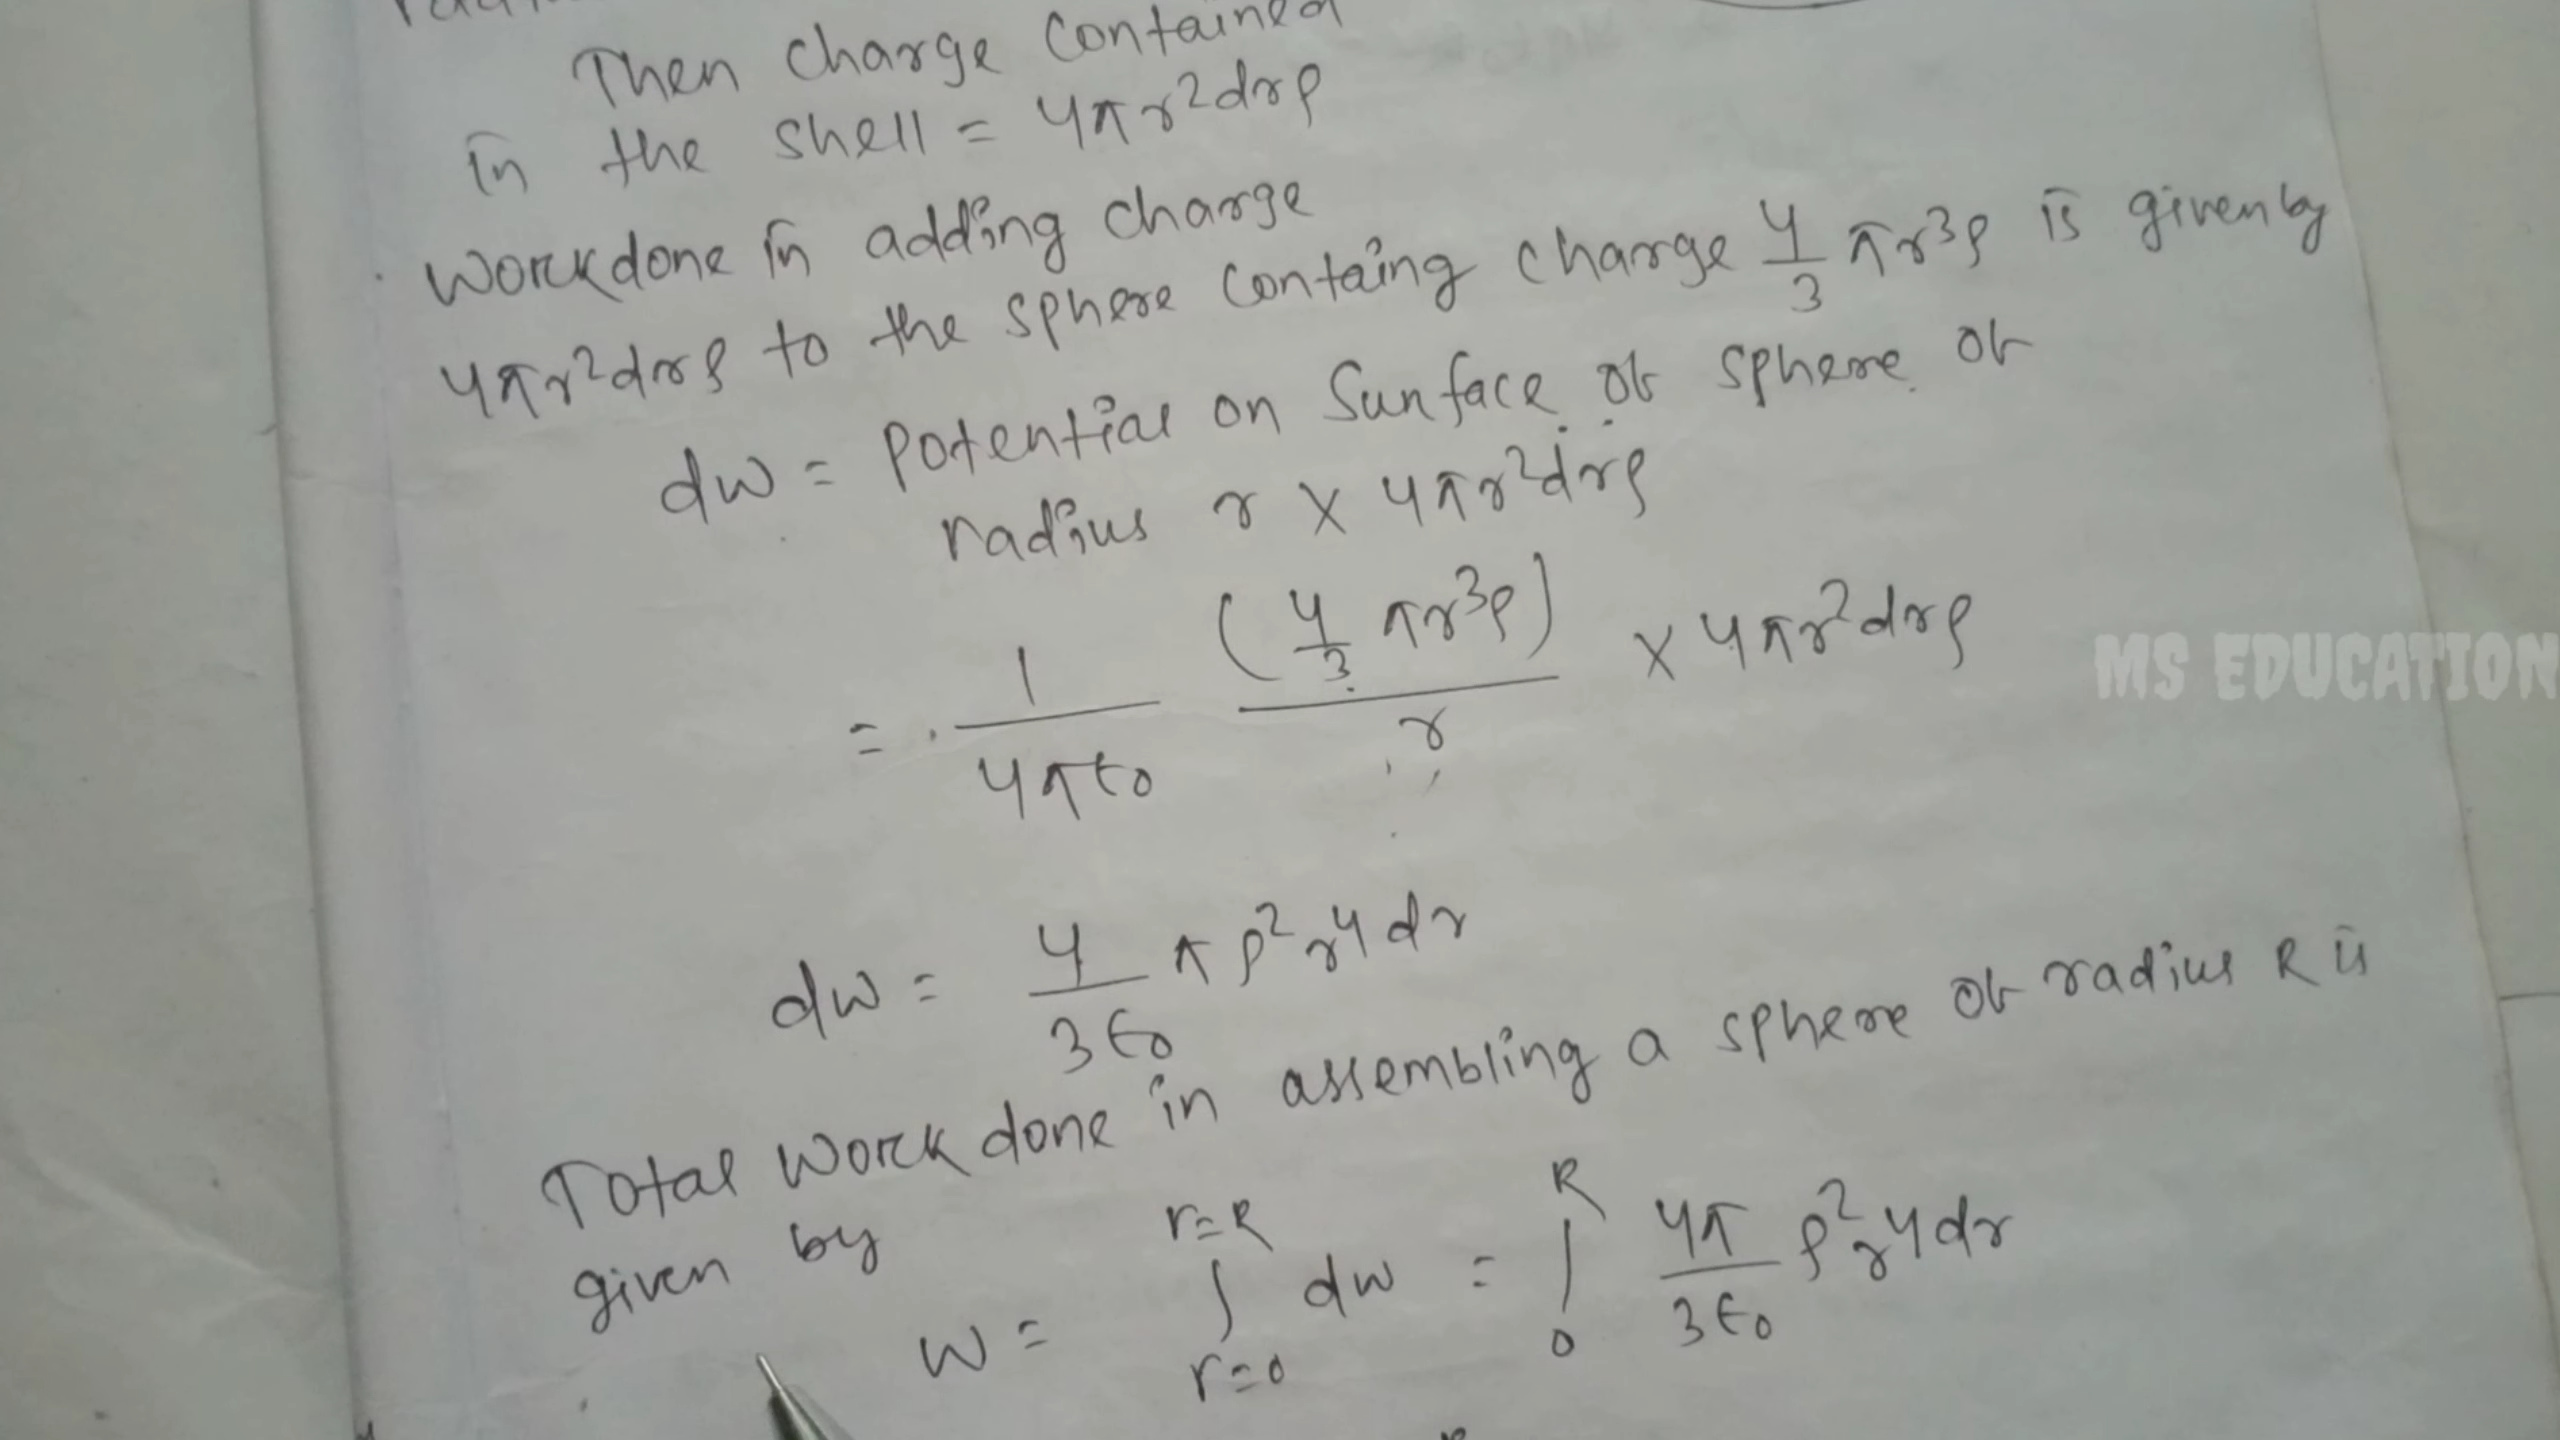 Then charge contained
in the shell = 4πr²drρ
Workdone in adding charge
4πr²drρ to the sphere containg charge 4/3 πr³ρ is given by
dw = potential on Surface of sphere of
radius r × 4πr²drρ
= 1/4πϵ₀ (4/3 πr³ρ)/r × 4πr²drρ
MS EDUCATION
dw = 4/3ϵ₀ πρ²r⁴dr
Total work done in assembling a sphere of radius R is
given by
W = ∫ r=0 r=R dw = ∫ 0 R 4π/3ϵ₀ ρ²r⁴dr